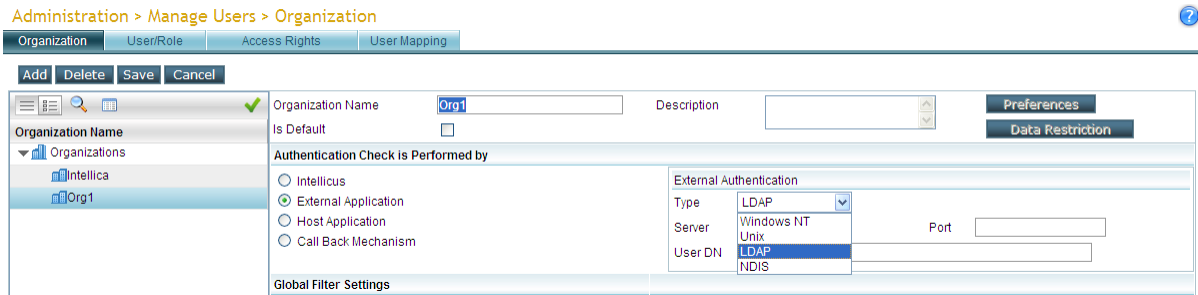 Administration > Manage Users > Organization
?
Organization User/Role Access Rights User Mapping
Add Delete Save Cancel
Organization Name Org1 Description Preferences
Is Default Data Restriction
Organization Name
Organizations
Intellica
Org1
Authentication Check is Performed by
Intellicus
External Application
Host Application
Call Back Mechanism
External Authentication
Type LDAP
Windows NT
Unix
LDAP
NDIS
Server Port
User DN
Global Filter Settings